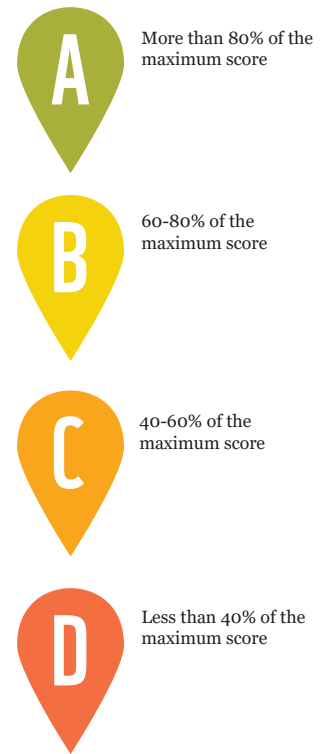 A
More than 80% of the
maximum score
B
60-80% of the
maximum score
C
40-60% of the
maximum score
D
Less than 40% of the
maximum score